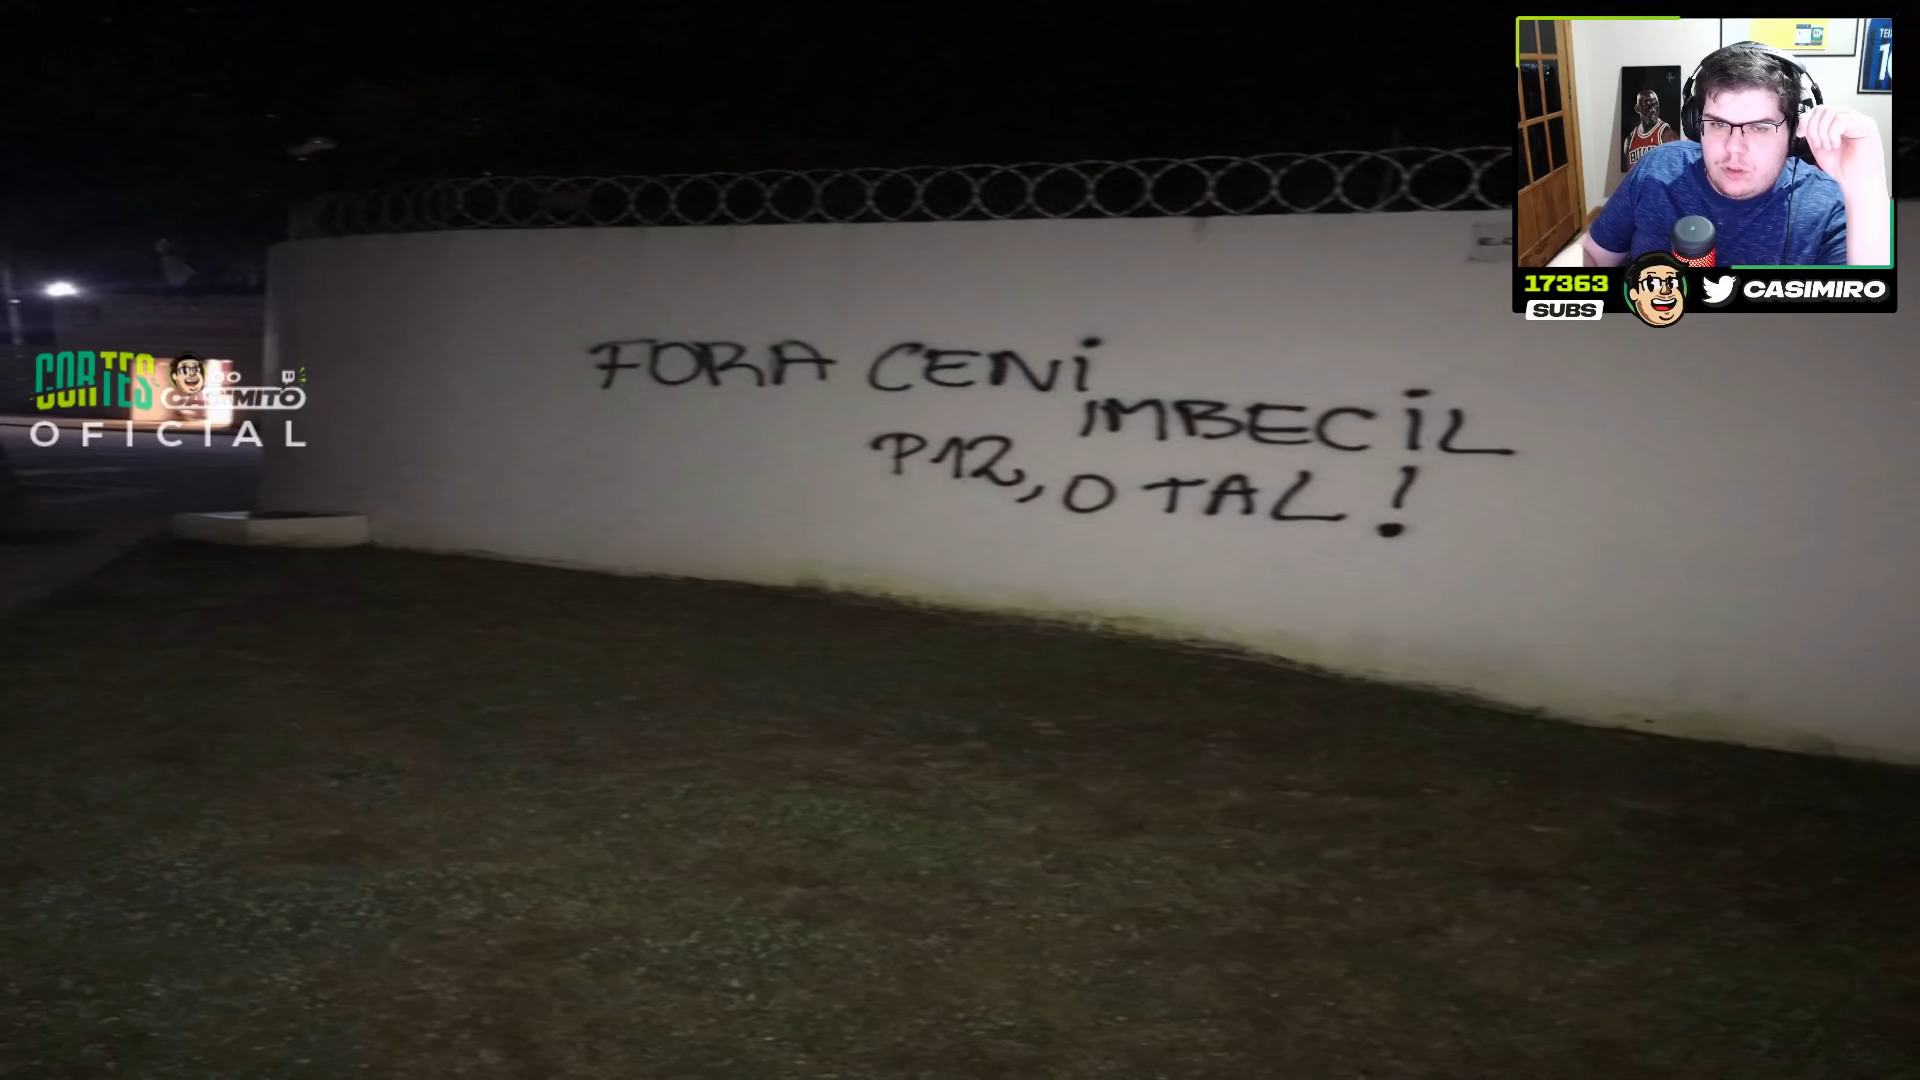 FORA CENI
IMBECIL
P12, O TAL!
CORTES DO
CASIMITO
OFICIAL
17363
SUBS
CASIMIRO